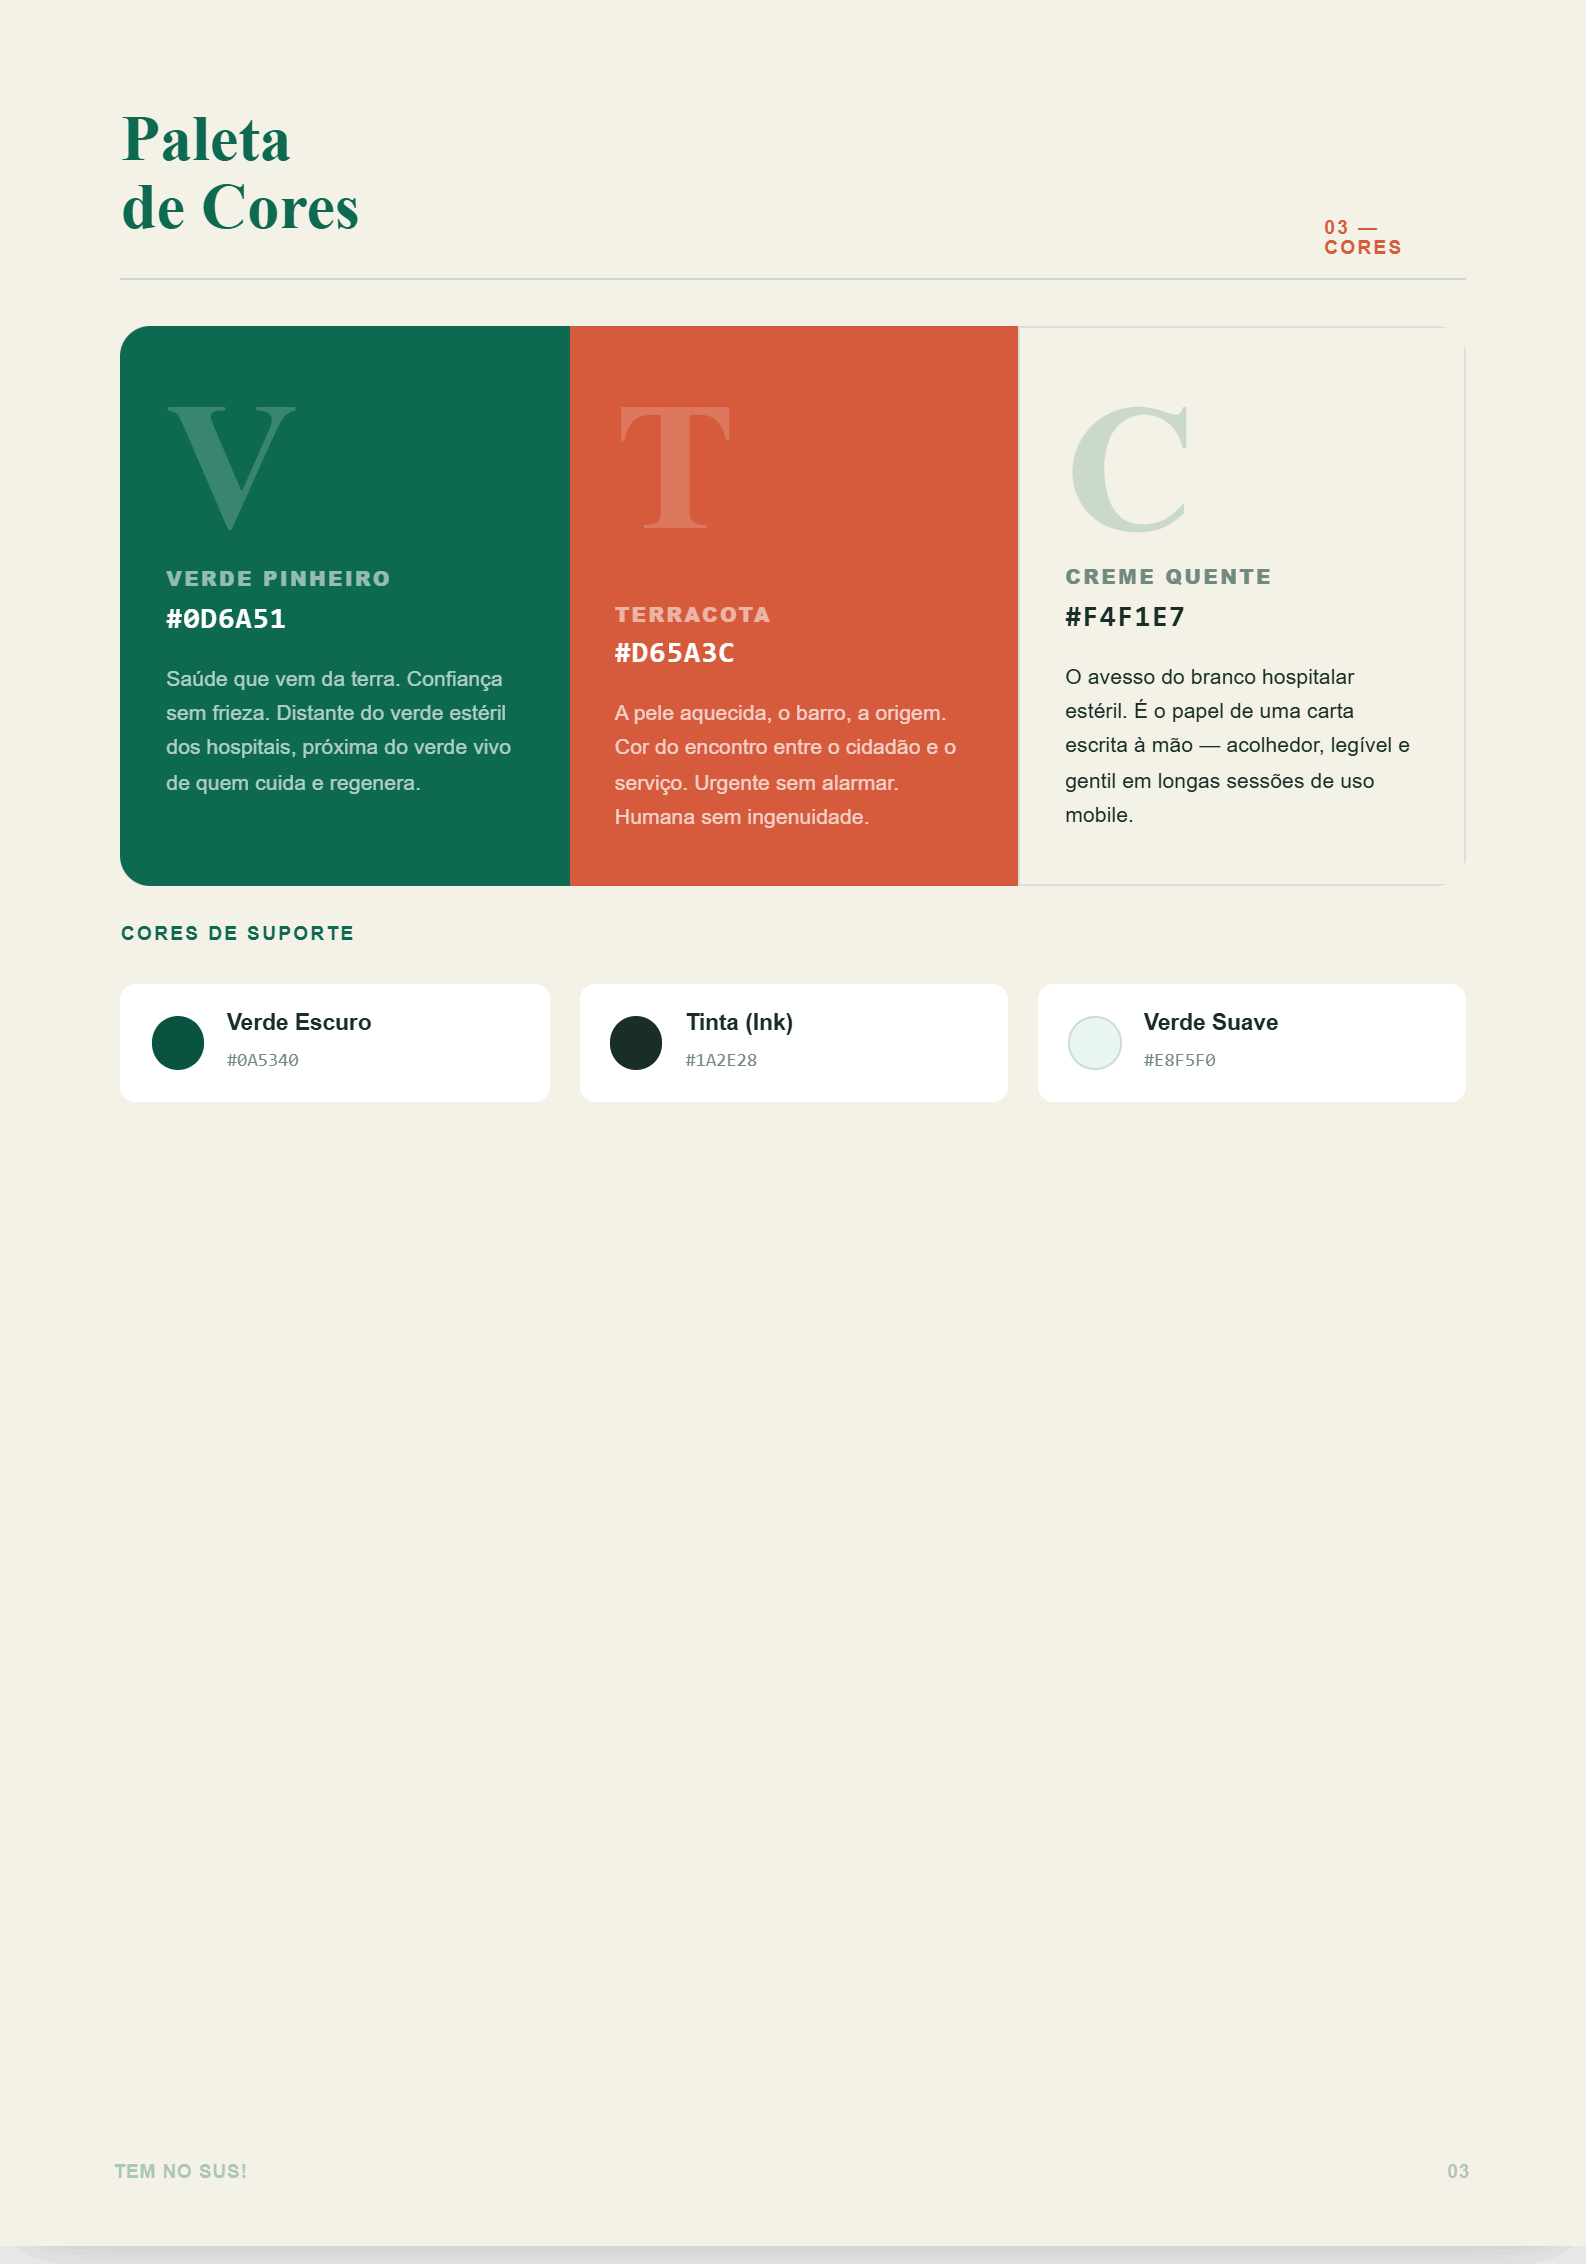 Paleta
de Cores
03 —
CORES
V
VERDE PINHEIRO
#0D6A51
Saúde que vem da terra. Confiança
sem frieza. Distante do verde estéril
dos hospitais, próxima do verde vivo
de quem cuida e regenera.
T
TERRACOTA
#D65A3C
A pele aquecida, o barro, a origem.
Cor do encontro entre o cidadão e o
serviço. Urgente sem alarmar.
Humana sem ingenuidade.
C
CREME QUENTE
#F4F1E7
O avesso do branco hospitalar
estéril. É o papel de uma carta
escrita à mão — acolhedor, legível e
gentil em longas sessões de uso
mobile.
CORES DE SUPORTE
Verde Escuro
#0A5340
Tinta (Ink)
#1A2E28
Verde Suave
#E8F5F0
TEM NO SUS!
03